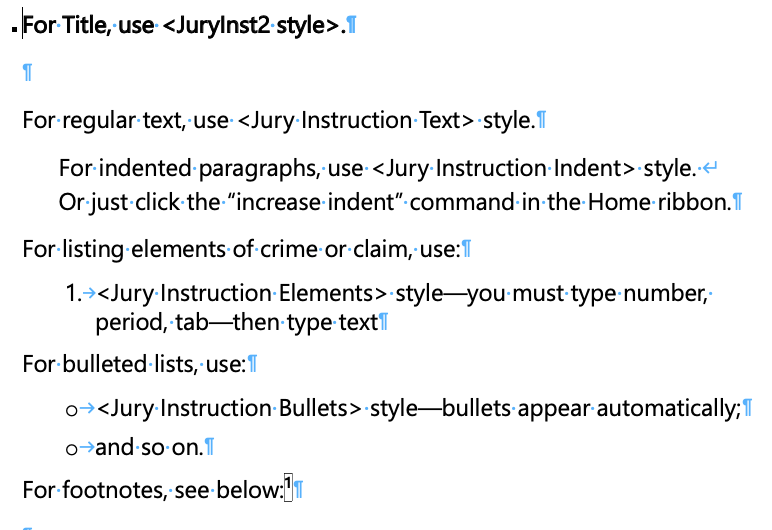 For Title, use <JuryInst2 style>.
For regular text, use <Jury Instruction Text> style.
For indented paragraphs, use <Jury Instruction Indent> style.
Or just click the “increase indent” command in the Home ribbon.
For listing elements of crime or claim, use:
1. <Jury Instruction Elements> style—you must type number,
period, tab—then type text
For bulleted lists, use:
o <Jury Instruction Bullets> style—bullets appear automatically;
o and so on.
For footnotes, see below:1